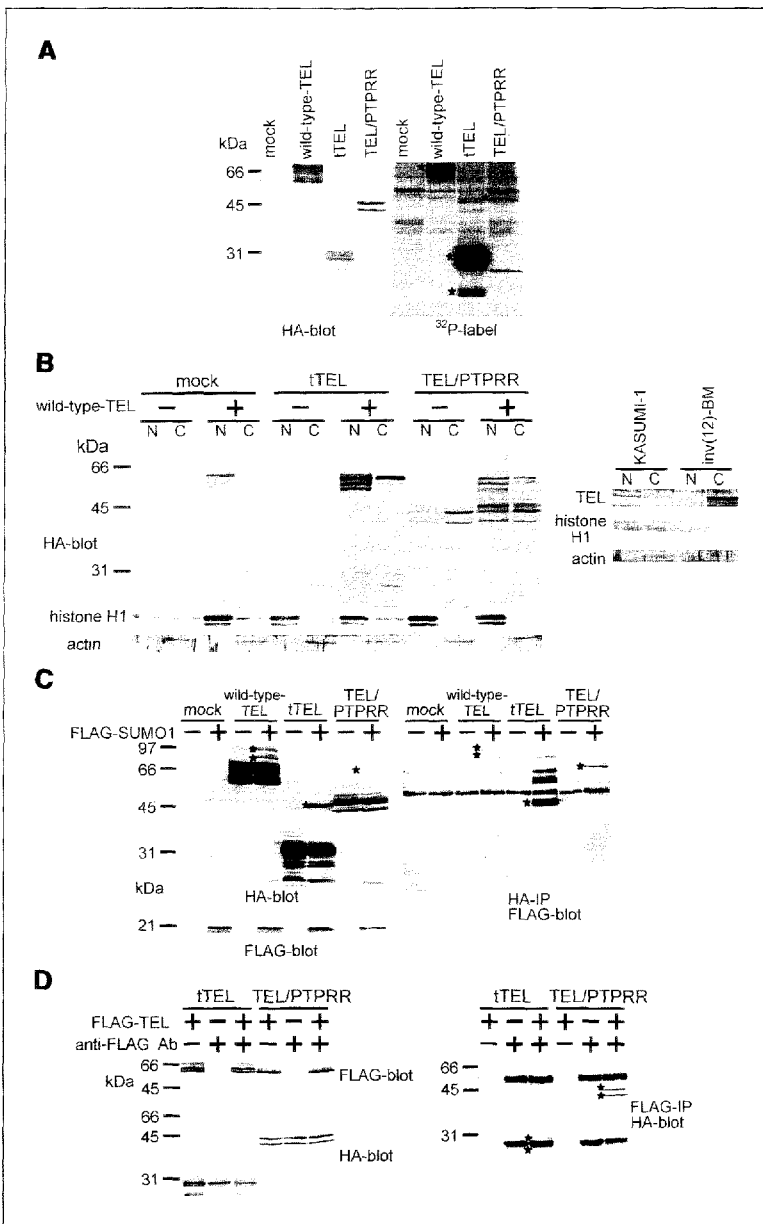 A
kDa
mock
wild-type-TEL
tTEL
TEL/PTPRR
mock
wild-type-TEL
tTEL
TEL/PTPRR
66
45
31
HA-blot
32P-label
B
mock
tTEL
TEL/PTPRR
wild-type-TEL
− + − + − +
N C N C N C N C N C N C
kDa
66
45
HA-blot
31
histone H1
actin
KASUMI-1
inv(12)-BM
N C N C
TEL
histone
H1
actin
C
mock
wild-type-
TEL
tTEL
TEL/
PTPRR
mock
wild-type-
TEL
tTEL
TEL/
PTPRR
FLAG-SUMO1 − + − + − + − + − + − + − + − +
97
66
45
31
kDa
HA-blot
21
FLAG-blot
HA-IP
FLAG-blot
D
tTEL TEL/PTPRR
FLAG-TEL + − + + − +
anti-FLAG Ab − + + − + +
kDa
66
45
FLAG-blot
66
45
HA-blot
31
tTEL TEL/PTPRR
+ − + + − +
− + + − + +
66
45
31
FLAG-IP
HA-blot